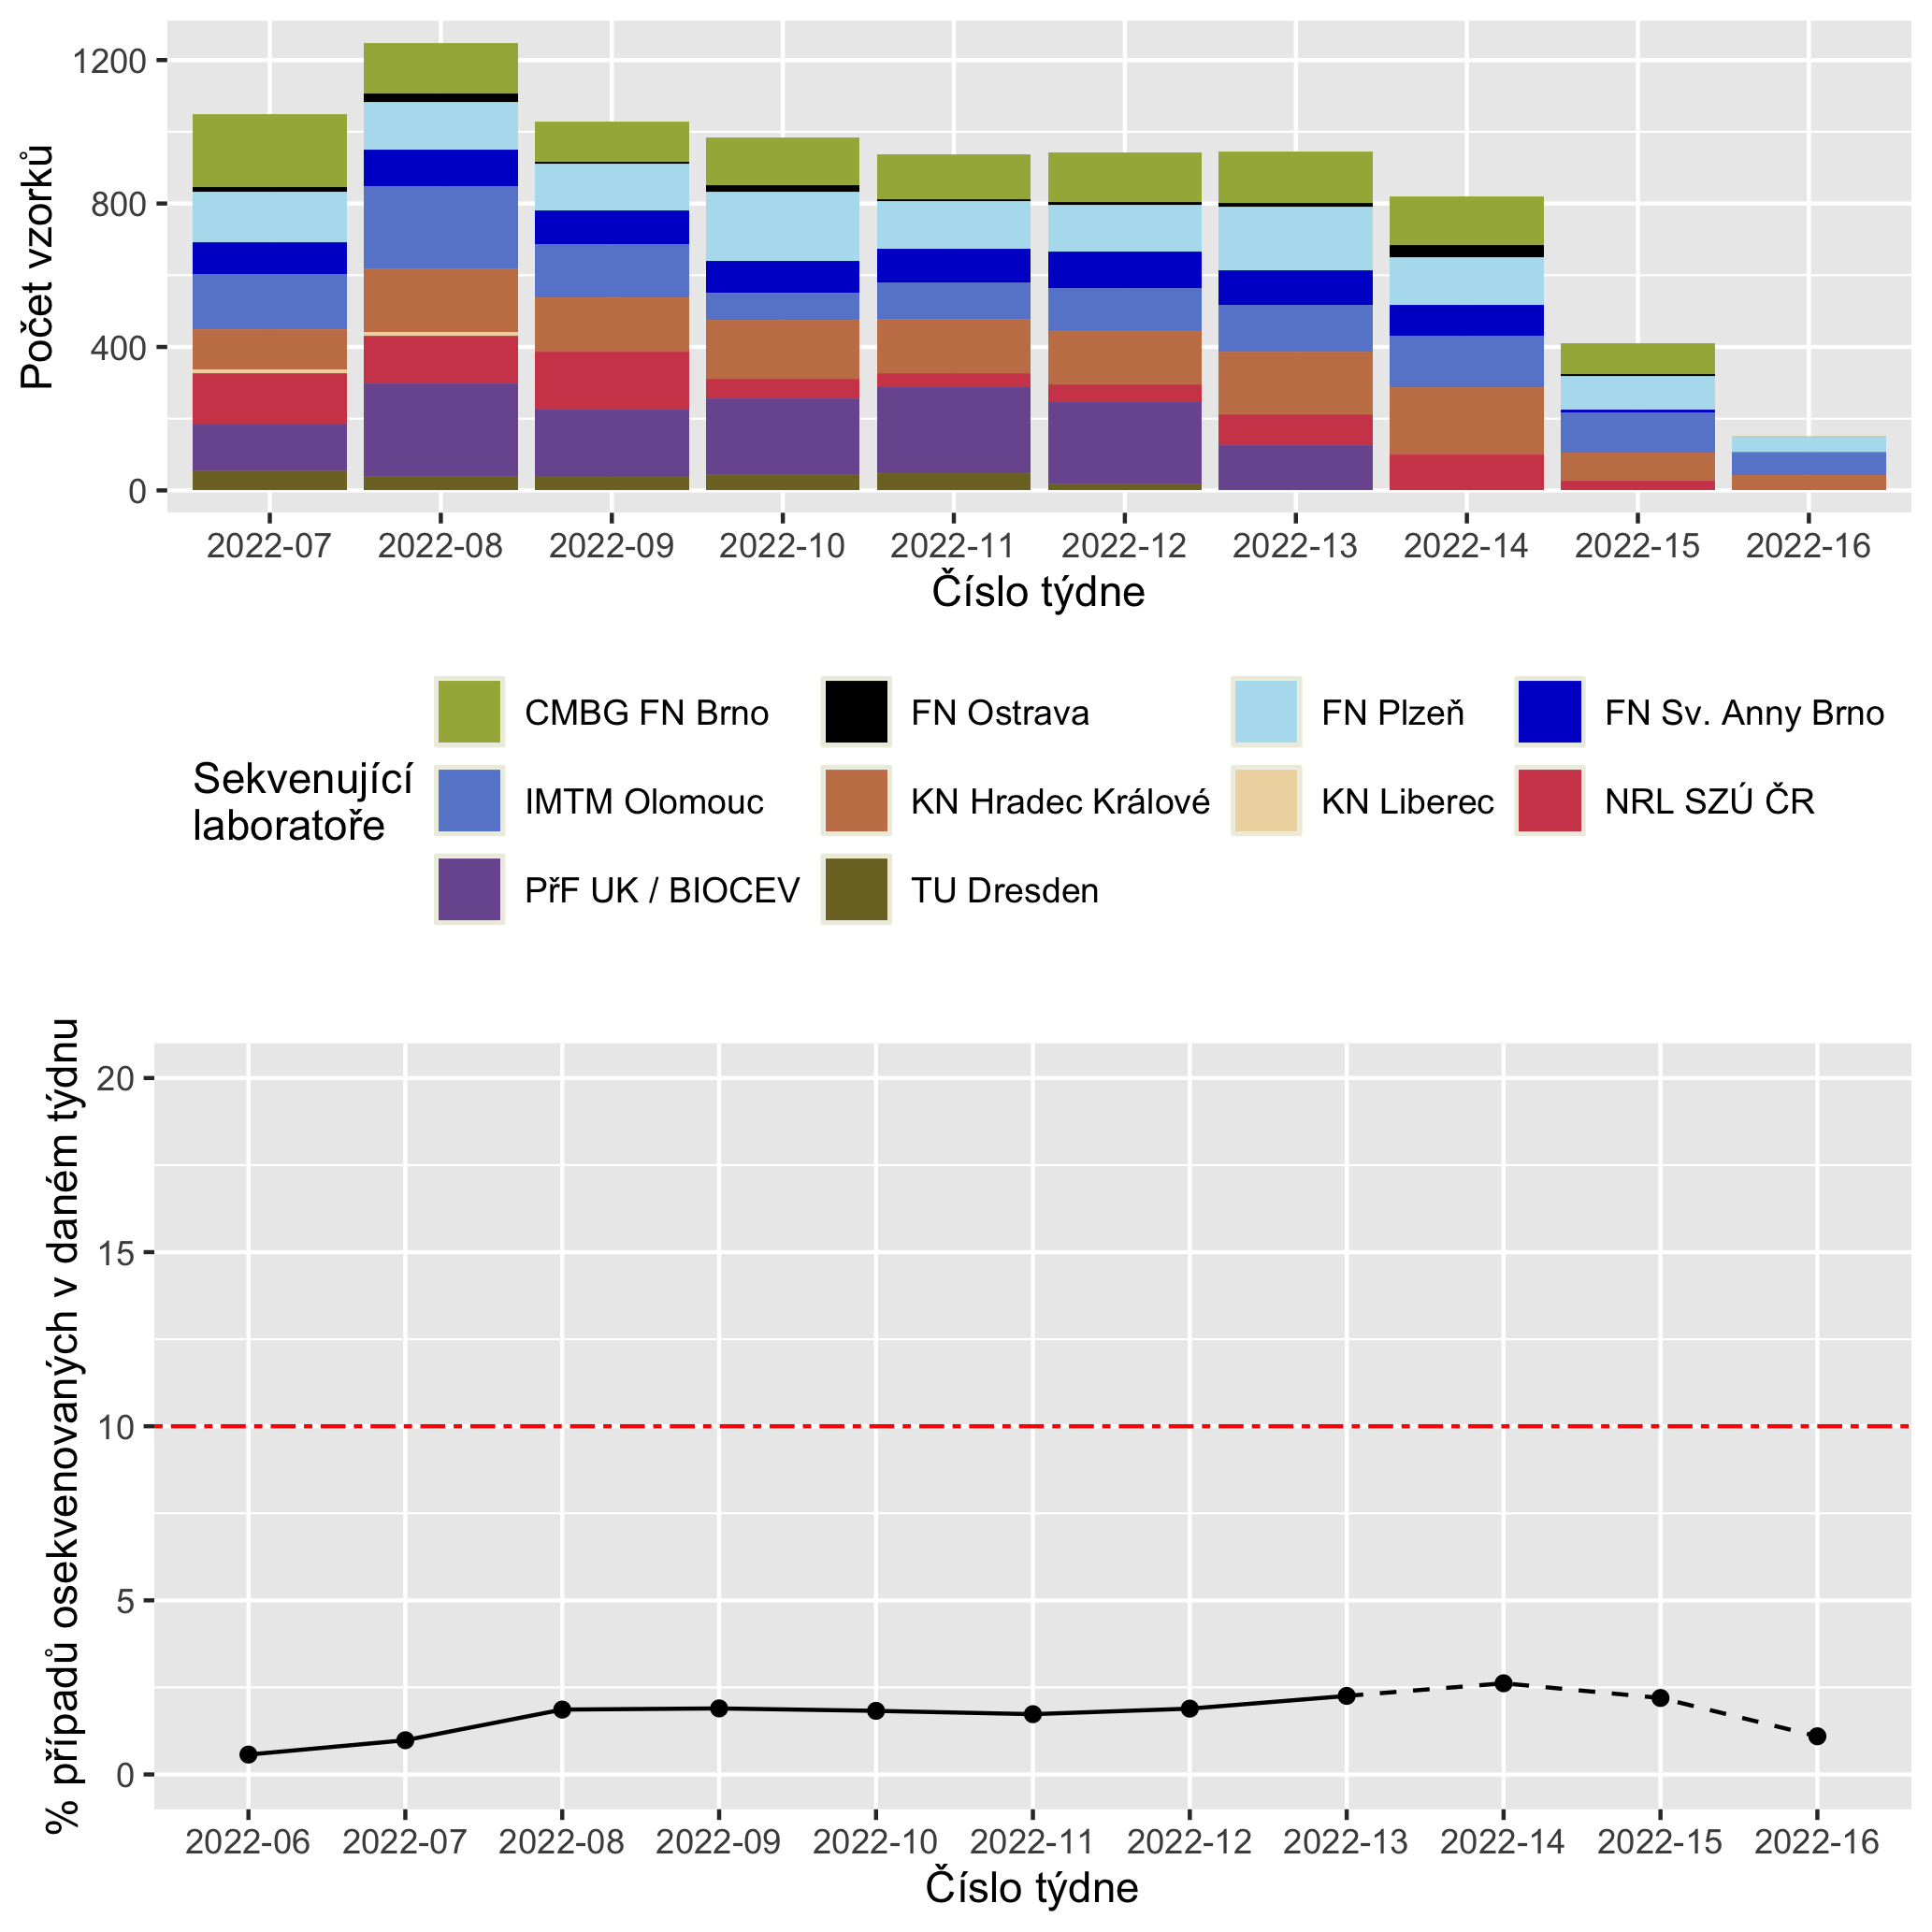 Počet vzorků
1200
800
400
0
2022-07 2022-08 2022-09 2022-10 2022-11 2022-12 2022-13 2022-14 2022-15 2022-16
Číslo týdne
Sekvenující
laboratoře
CMBG FN Brno FN Ostrava FN Plzeň FN Sv. Anny Brno
IMTM Olomouc KN Hradec Králové KN Liberec NRL SZÚ ČR
PřF UK / BIOCEV TU Dresden
% případů osekvenovaných v daném týdnu
20
15
10
5
0
2022-06 2022-07 2022-08 2022-09 2022-10 2022-11 2022-12 2022-13 2022-14 2022-15 2022-16
Číslo týdne